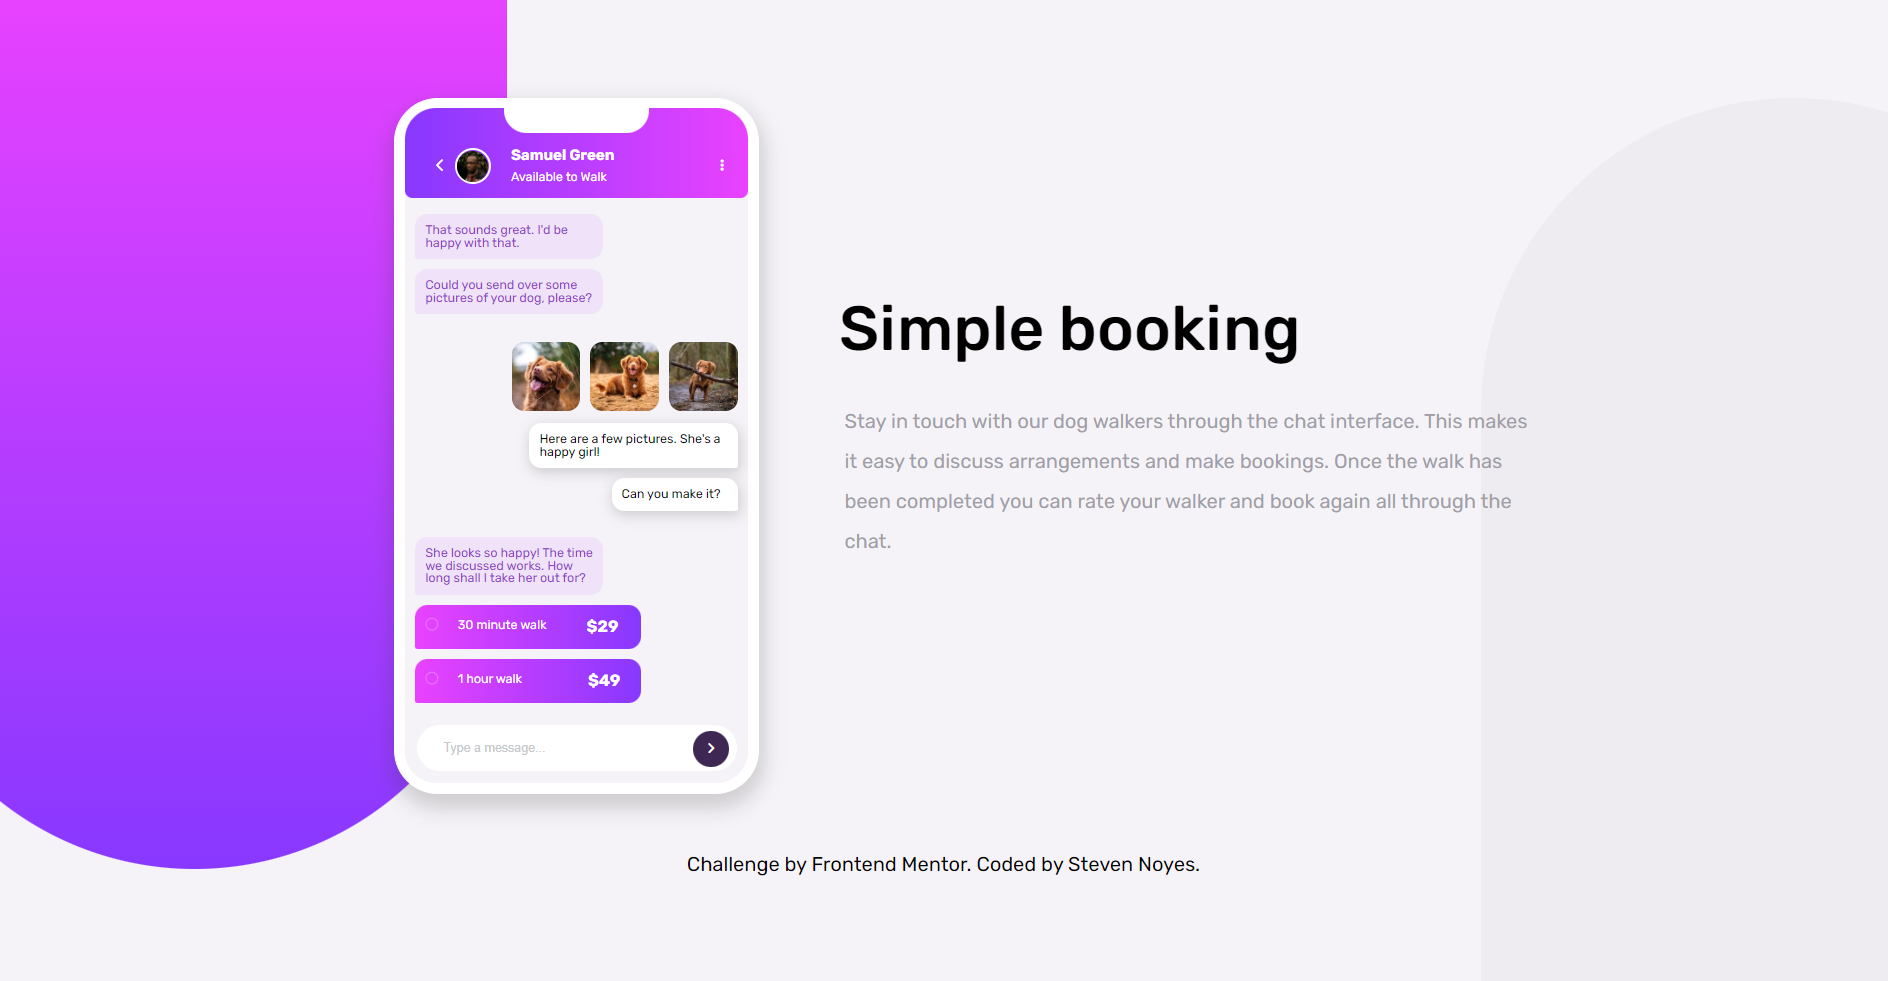 Samuel Green
Available to Walk
That sounds great. I'd be
happy with that.
Could you send over some
pictures of your dog, please?
Here are a few pictures. She's a
happy girl!
Can you make it?
She looks so happy! The time
we discussed works. How
long shall I take her out for?
30 minute walk $29
1 hour walk $49
Type a message...
Simple booking
Stay in touch with our dog walkers through the chat interface. This makes
it easy to discuss arrangements and make bookings. Once the walk has
been completed you can rate your walker and book again all through the
chat.
Challenge by Frontend Mentor. Coded by Steven Noyes.